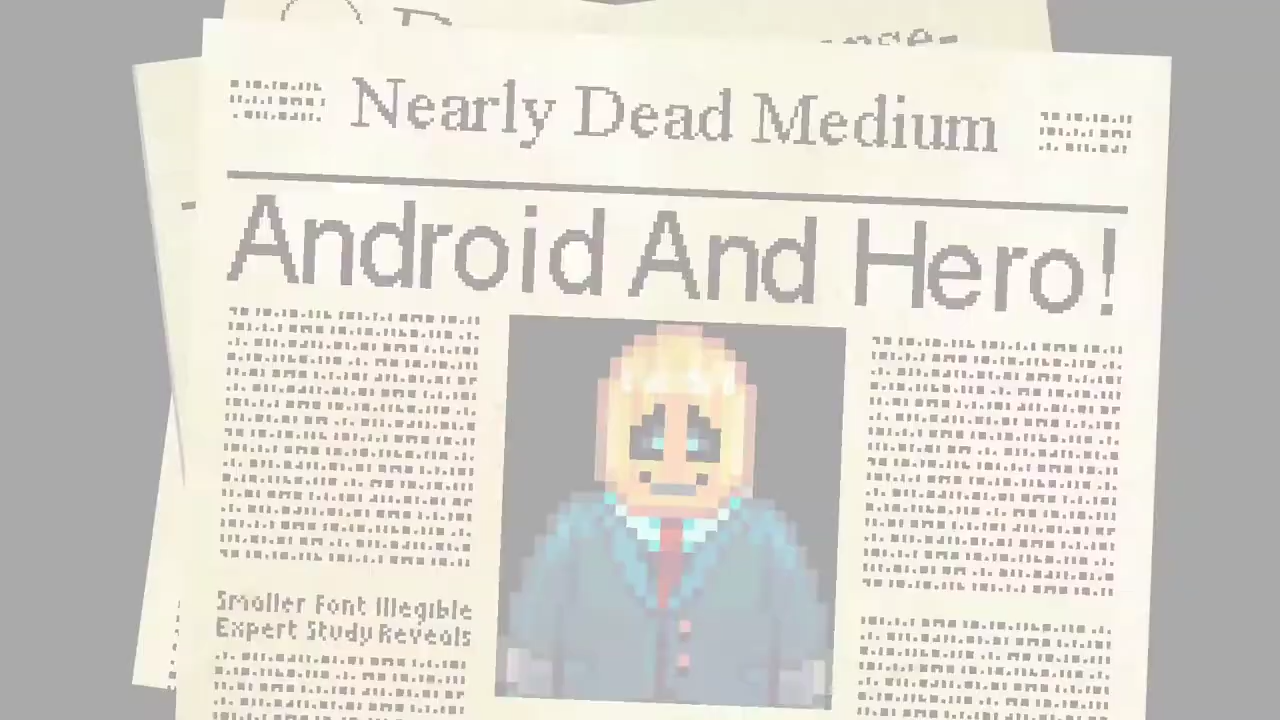 Nearly Dead Medium
Android And Hero!
Smaller Font Illegible
Expert Study Reveals